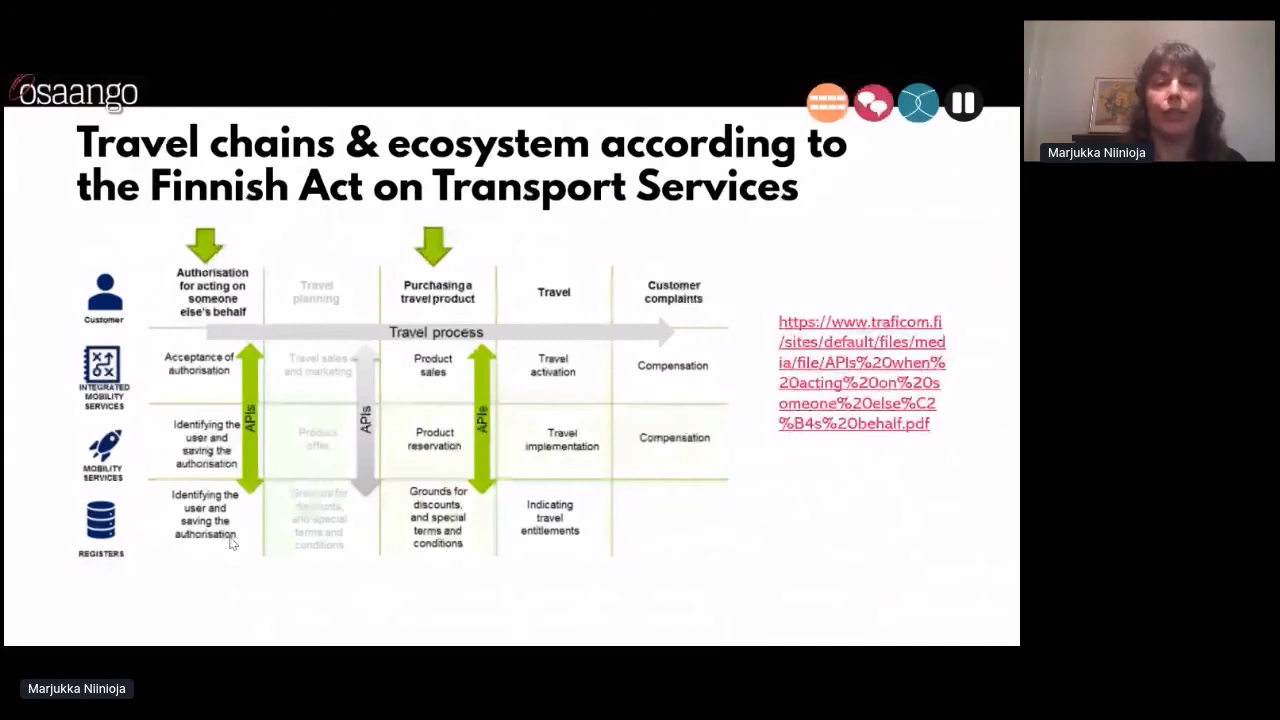 osaango
Travel chains & ecosystem according to
the Finnish Act on Transport Services
Customer
Authorisation
for acting on
someone
else's behalf
Travel
planning
Purchasing a
travel product
Travel
Customer
complaints
Travel process
INTEGRATED
MOBILITY
SERVICES
Acceptance of
authorisation
Travel sales
and marketing
Product
sales
Travel
activation
Compensation
APIs
APIs
APIs
MOBILITY
SERVICES
Identifying the
user and
saving the
authorisation
Product
offer
Product
reservation
Travel
implementation
Compensation
REGISTERS
Identifying the
user and
saving the
authorisation
Grounds for
discounts,
and special
terms and
conditions
Grounds for
discounts,
and special
terms and
conditions
Indicating
travel
entitlements
https://www.traficom.fi
/sites/default/files/med
ia/file/APIs%20when%
20acting%20on%20s
omeone%20else%C2
%B4s%20behalf.pdf
Marjukka Niinioja
Marjukka Niinioja